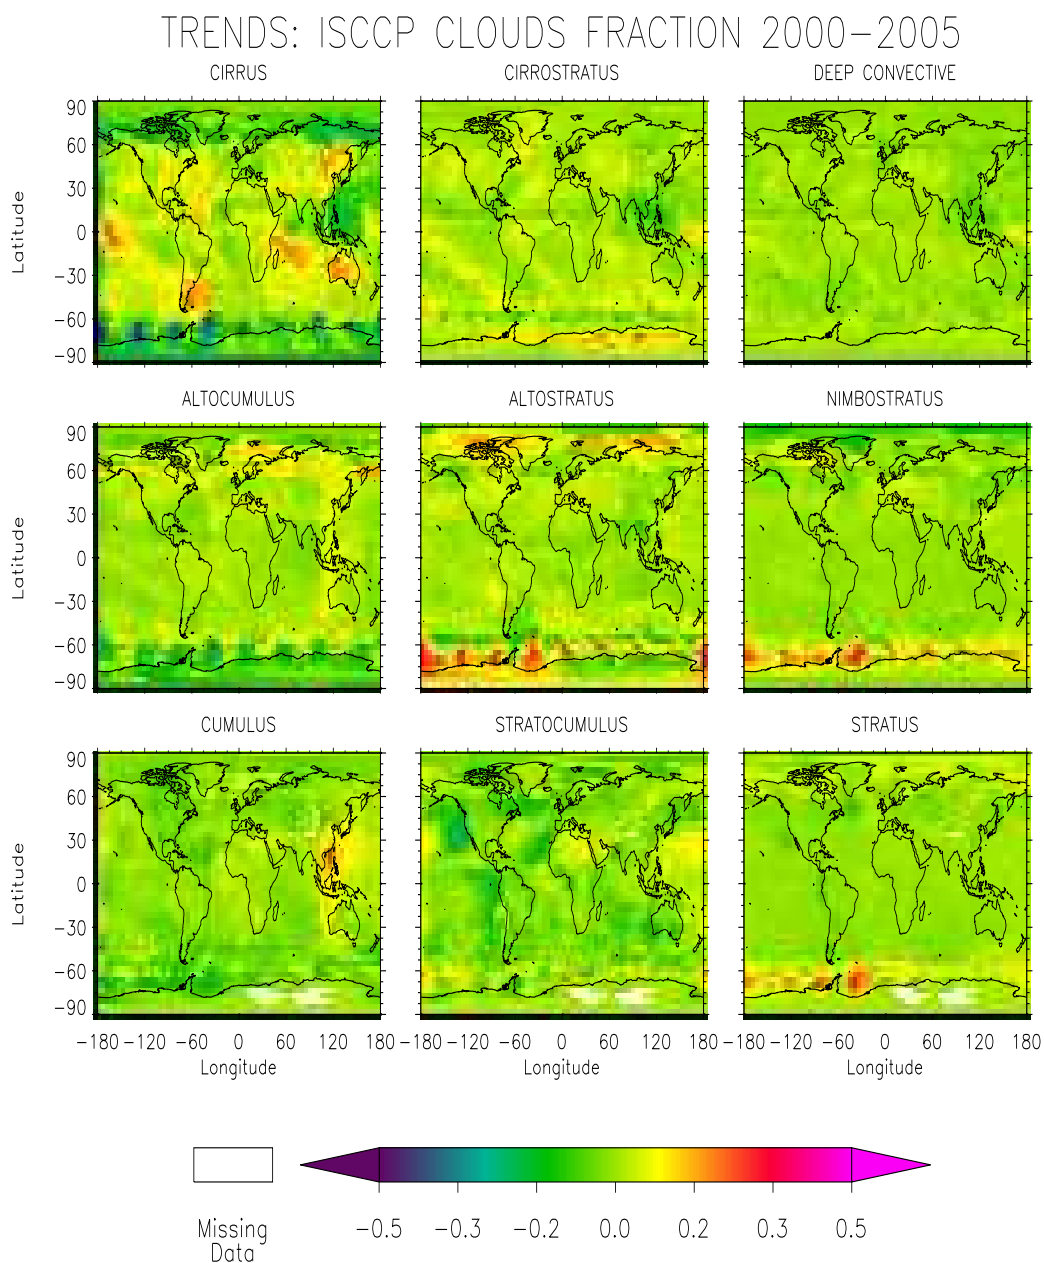 TRENDS: ISCCP CLOUDS FRACTION 2000-2005
CIRRUS CIRROSTRATUS DEEP CONVECTIVE
90
60
30
0
-30
-60
-90
Latitude
ALTOCUMULUS ALTOSTRATUS NIMBOSTRATUS
90
60
30
0
-30
-60
-90
Latitude
CUMULUS STRATOCUMULUS STRATUS
90
60
30
0
-30
-60
-90
Latitude
-180 -120 -60 0 60 120 180 -180 -120 -60 0 60 120 180 -180 -120 -60 0 60 120 180
Longitude Longitude Longitude
Missing
Data
-0.5 -0.3 -0.2 0.0 0.2 0.3 0.5